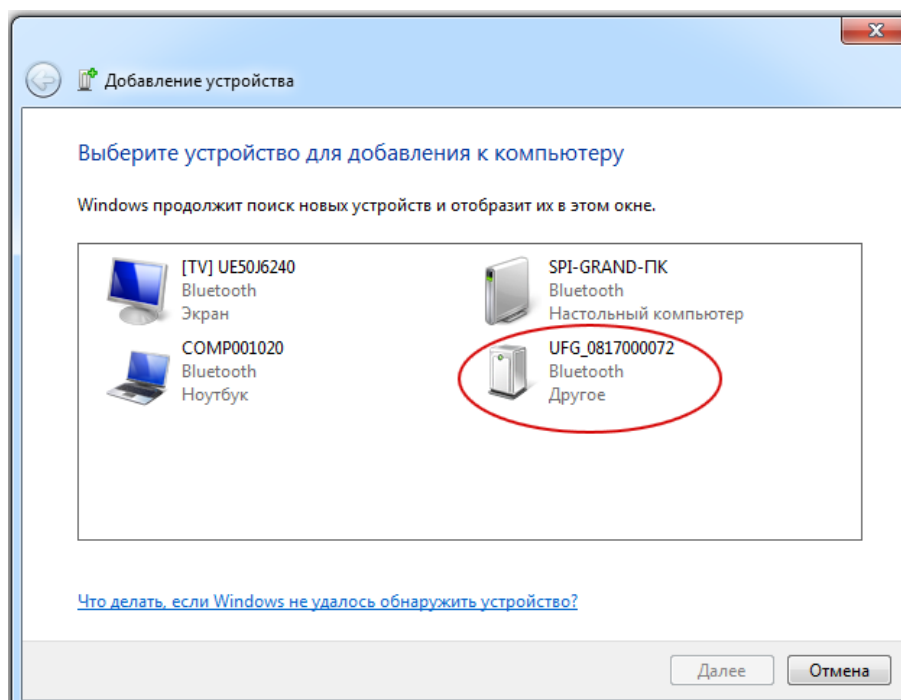 Добавление устройства
Выберите устройство для добавления к компьютеру
Windows продолжит поиск новых устройств и отобразит их в этом окне.
[TV] UE50J6240
Bluetooth
Экран
SPI-GRAND-ПК
Bluetooth
Настольный компьютер
COMP001020
Bluetooth
Ноутбук
UFG_0817000072
Bluetooth
Другое
Что делать, если Windows не удалось обнаружить устройство?
Далее
Отмена